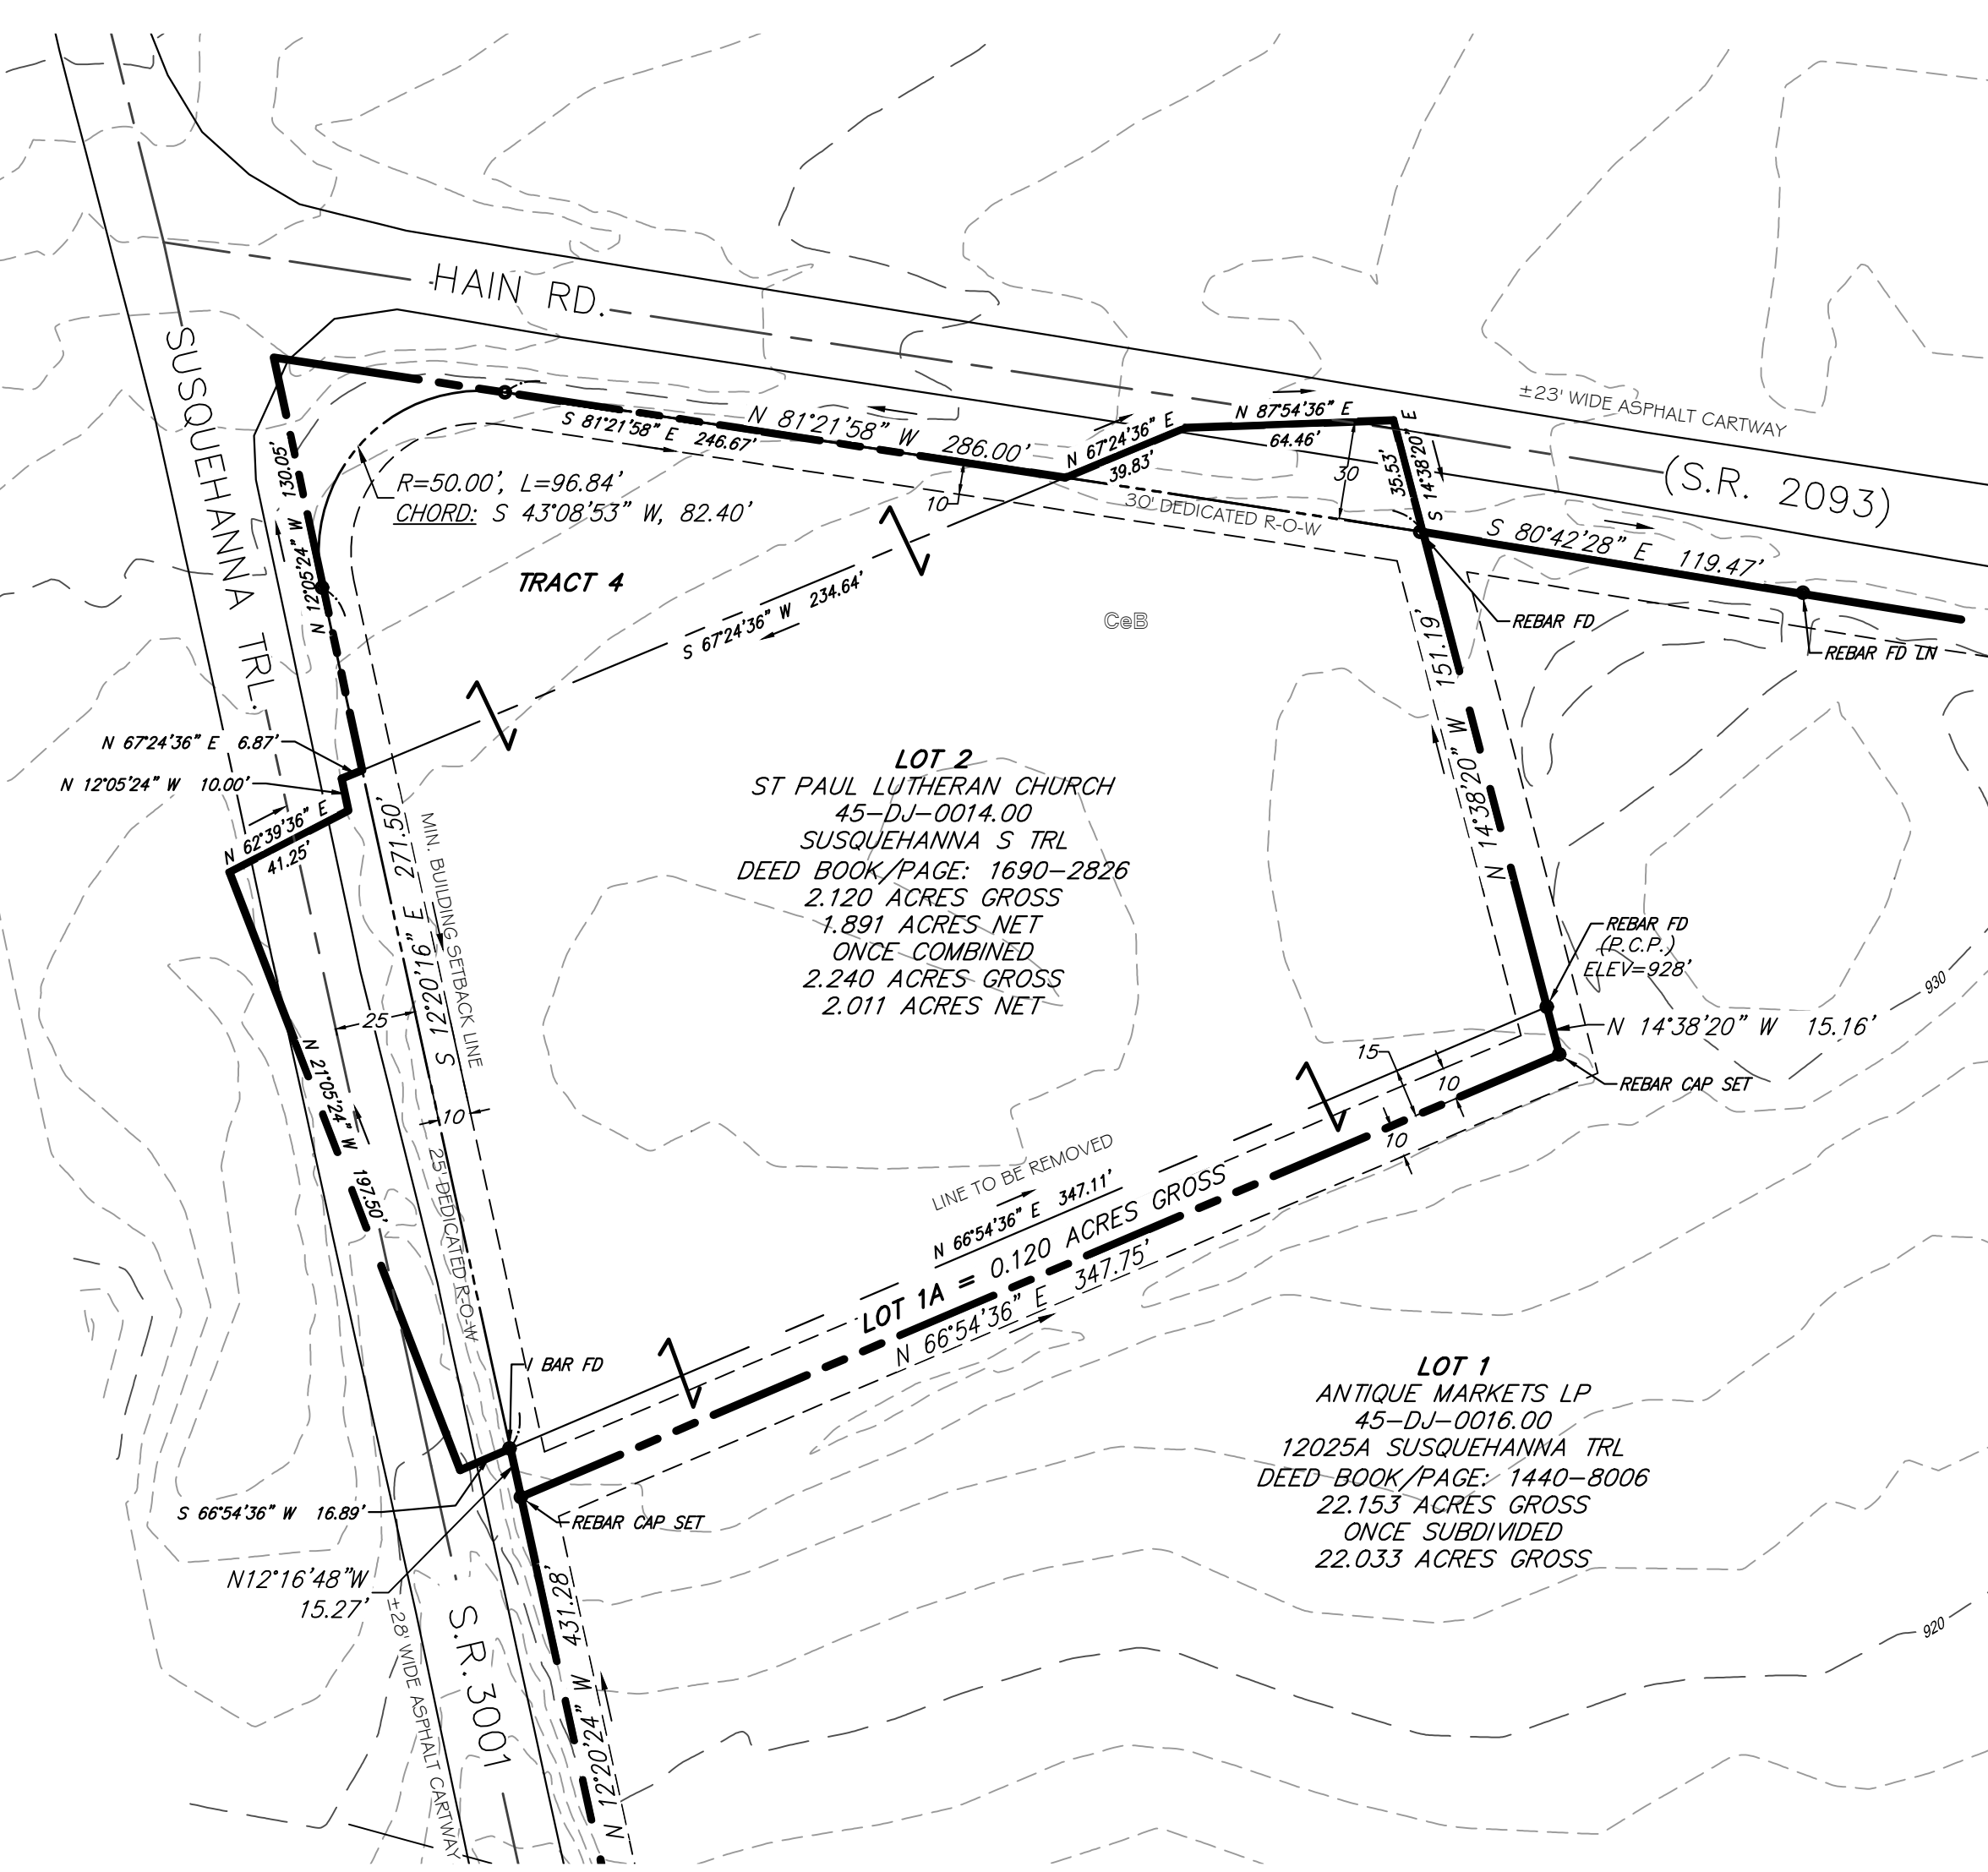 HAIN RD.
SUSQUEHANNA TRL.
±23' WIDE ASPHALT CARTWAY
(S.R. 2093)
N 87°54'36" E
64.46'
N 67°24'36" E
39.83'
35.53'
S 14°38'20" E
30
N 81°21'58" W 286.00'
S 81°21'58" E 246.67'
10
30' DEDICATED R-O-W
N 12°05'24" W 130.05'
R=50.00', L=96.84'
CHORD: S 43°08'53" W, 82.40'
S 80°42'28" E 119.47'
TRACT 4
S 67°24'36" W 234.64'
CeB
REBAR FD
REBAR FD LN
N 14°38'20" W 151.19'
N 67°24'36" E 6.87'
N 12°05'24" W 10.00'
N 62°39'36" E
41.25'
LOT 2
ST PAUL LUTHERAN CHURCH
45-DJ-0014.00
SUSQUEHANNA S TRL
DEED BOOK/PAGE: 1690-2826
2.120 ACRES GROSS
1.891 ACRES NET
ONCE COMBINED
2.240 ACRES GROSS
2.011 ACRES NET
S 12°20'16" E 271.50'
MIN. BUILDING SETBACK LINE
25
10
25' DEDICATED R-O-W
N 21°05'24" W 197.50'
REBAR FD
(P.C.P.)
ELEV=928'
930
N 14°38'20" W 15.16'
REBAR CAP SET
15
10
10
LINE TO BE REMOVED
N 66°54'36" E 347.11'
LOT 1A = 0.120 ACRES GROSS
N 66°54'36" E 347.75'
I BAR FD
S 66°54'36" W 16.89'
REBAR CAP SET
N12°16'48"W
15.27'
LOT 1
ANTIQUE MARKETS LP
45-DJ-0016.00
12025A SUSQUEHANNA TRL
DEED BOOK/PAGE: 1440-8006
22.153 ACRES GROSS
ONCE SUBDIVIDED
22.033 ACRES GROSS
920
S.R. 3001
±28' WIDE ASPHALT CARTWAY
N 12°20'24" W 431.28'